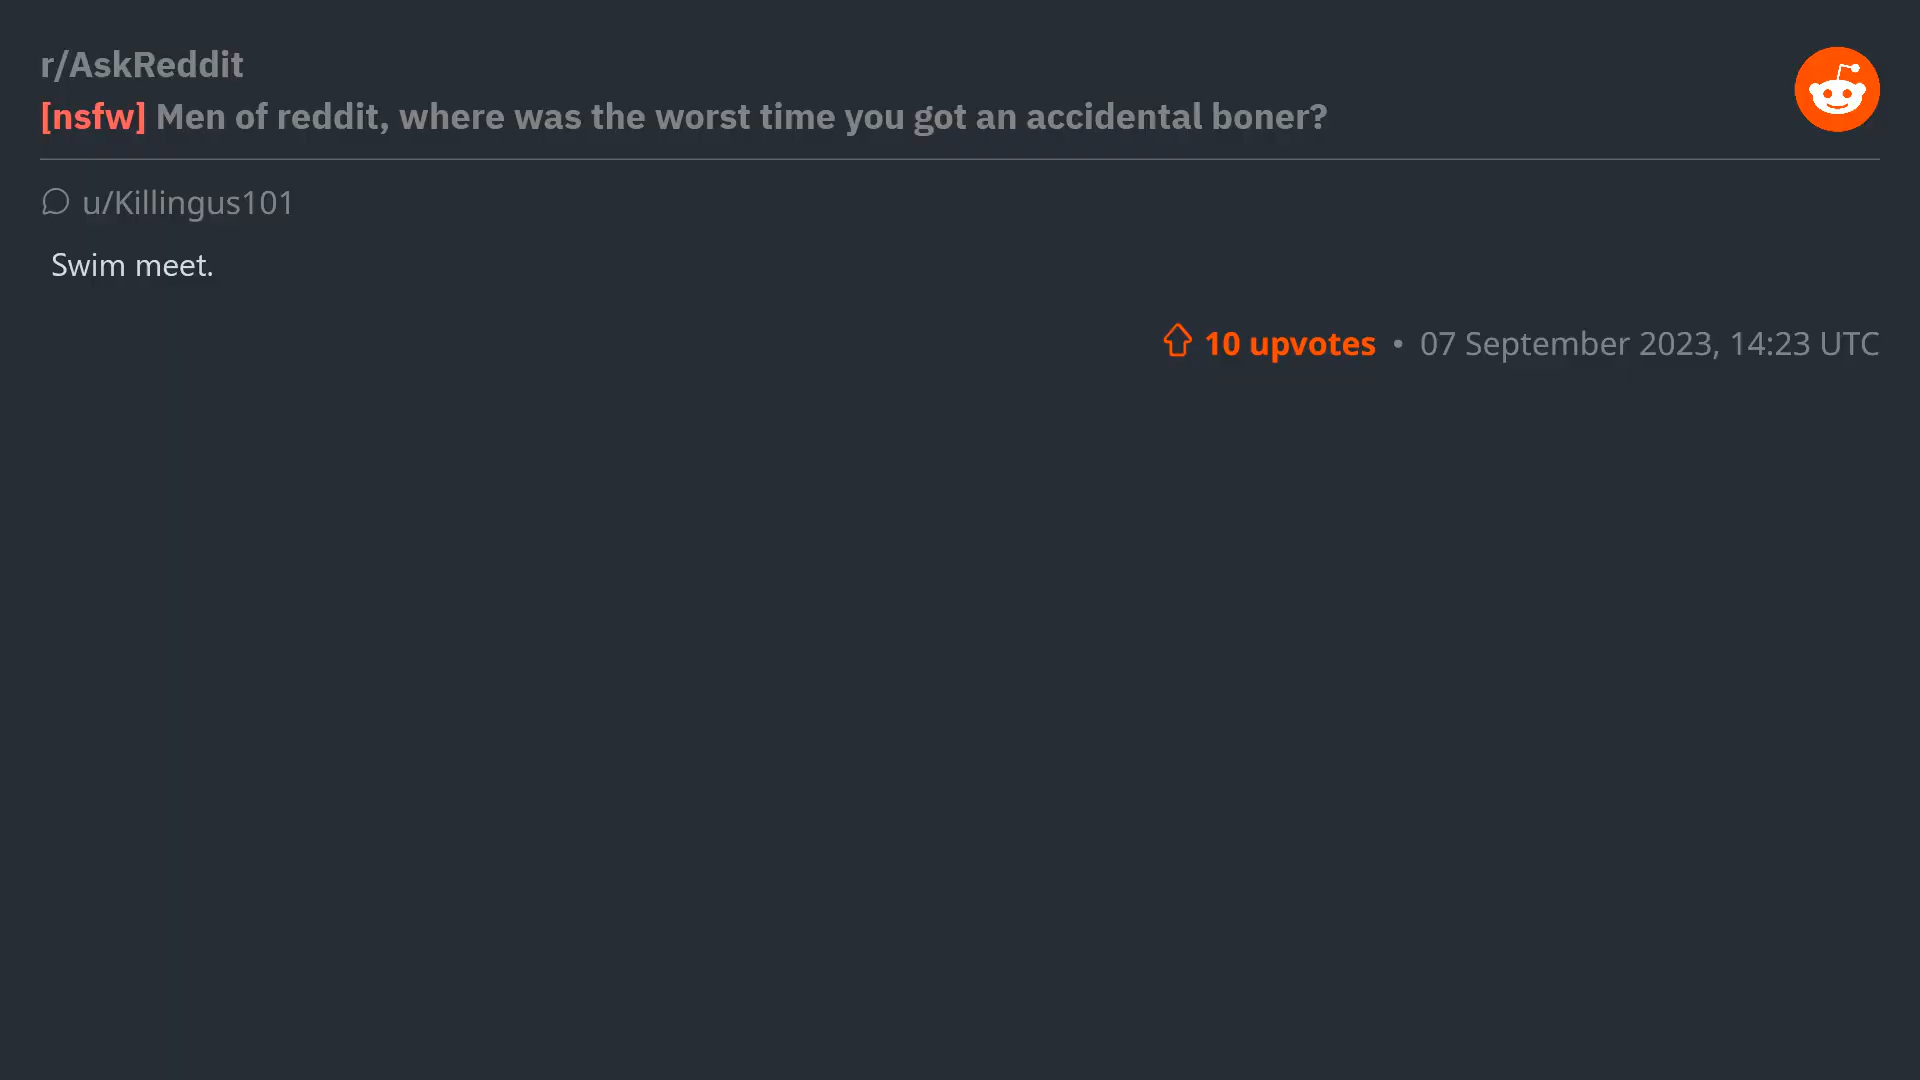 r/AskReddit
[nsfw] Men of reddit, where was the worst time you got an accidental boner?
u/Killingus101
Swim meet.
10 upvotes • 07 September 2023, 14:23 UTC